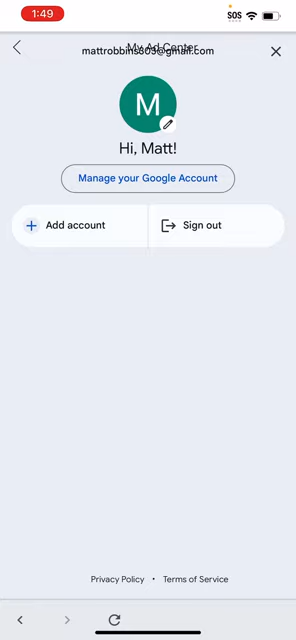 1:49
SOS
My Ad Center
mattrobbins805@gmail.com
M
Hi, Matt!
Manage your Google Account
Add account
Sign out
Privacy Policy • Terms of Service